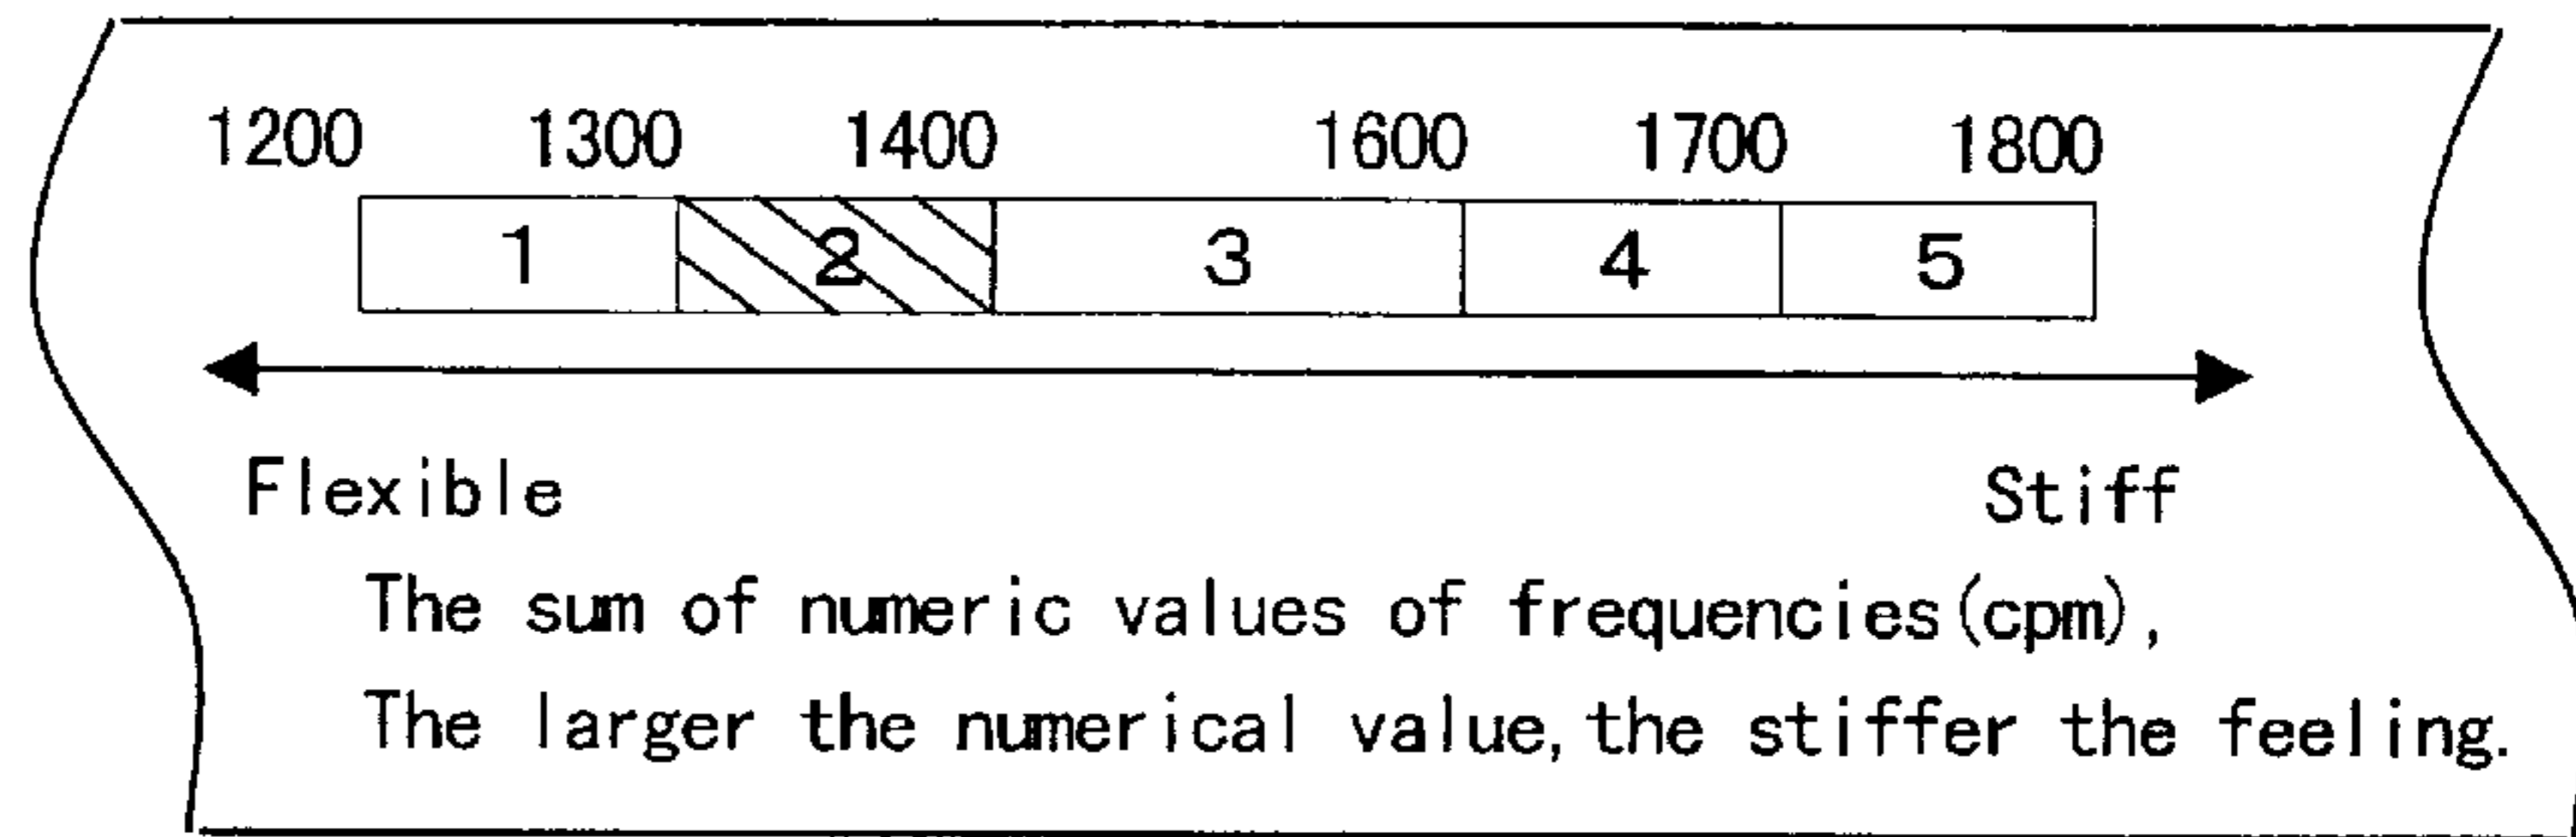 1200 1300 1400 1600 1700 1800
1 2 3 4 5
Flexible Stiff
The sum of numeric values of frequencies(cpm),
The larger the numerical value, the stiffer the feeling.